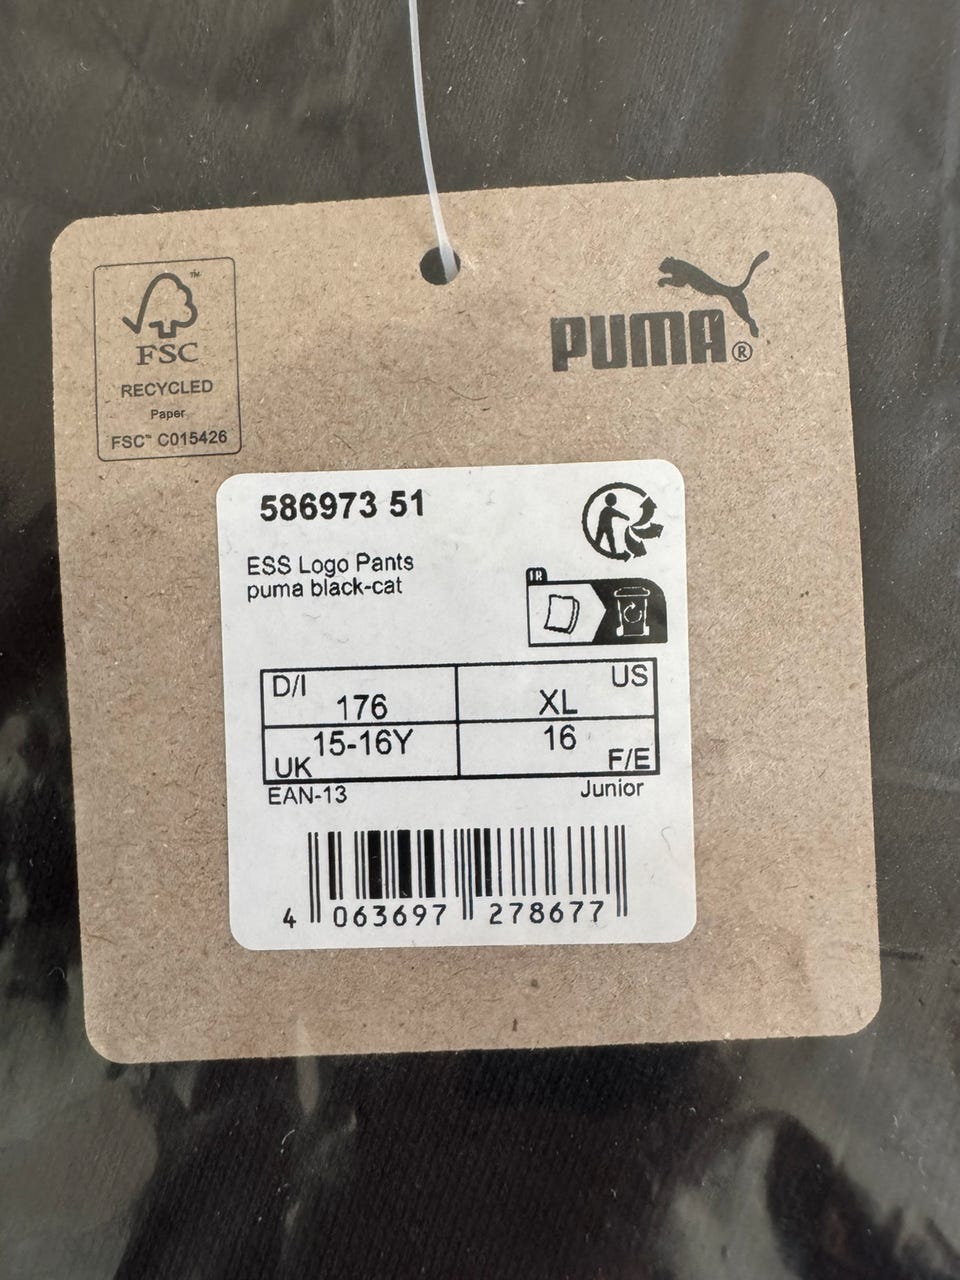 PUMA®
™
FSC
RECYCLED
Paper
FSC™ C015426
586973 51
ESS Logo Pants
puma black-cat
FR
D/I 176
US XL
UK 15-16Y
F/E 16
EAN-13
Junior
4 063697 278677